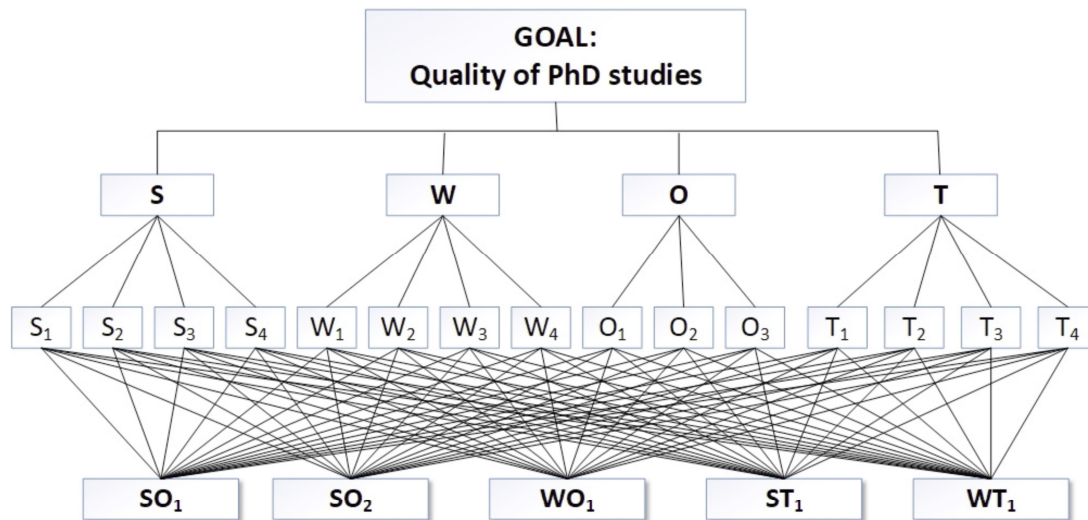 GOAL:
Quality of PhD studies
S W O T
S₁ S₂ S₃ S₄ W₁ W₂ W₃ W₄ O₁ O₂ O₃ T₁ T₂ T₃ T₄
SO₁ SO₂ WO₁ ST₁ WT₁